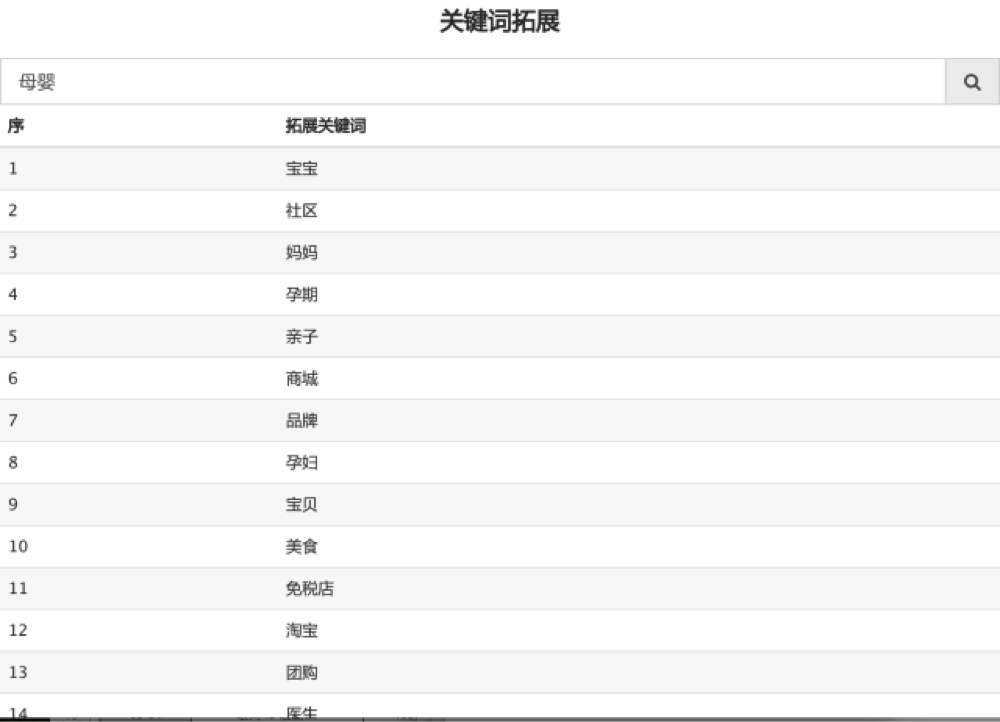 关键词拓展
母婴
序 拓展关键词
1 宝宝
2 社区
3 妈妈
4 孕期
5 亲子
6 商城
7 品牌
8 孕妇
9 宝贝
10 美食
11 免税店
12 淘宝
13 团购
14 医生